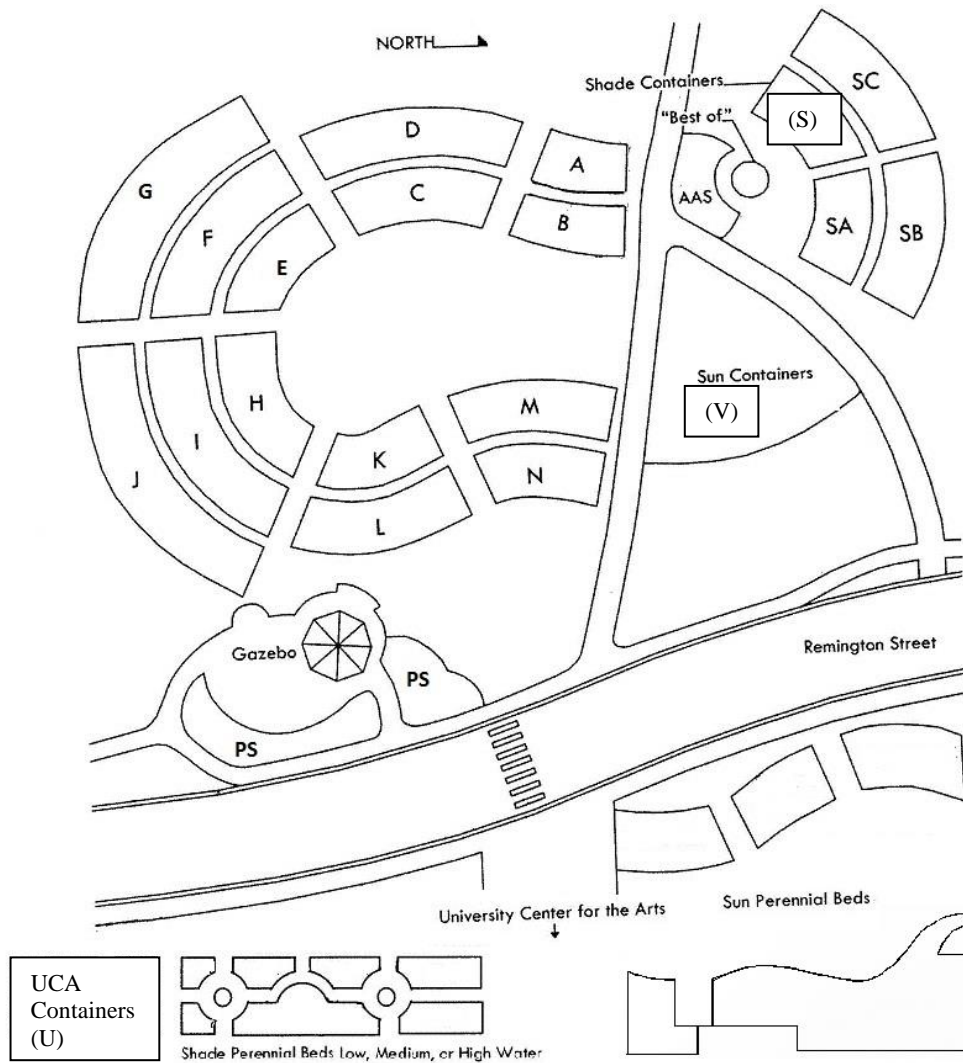 NORTH
Shade Containers
(S)
SC
"Best of."
D
A
G
C
AAS
F
B
SA
SB
E
Sun Containers
(V)
M
H
K
N
I
J
L
Gazebo
PS
Remington Street
PS
Sun Perennial Beds
University Center for the Arts
UCA
Containers
(U)
Shade Perennial Beds Low, Medium, or High Water